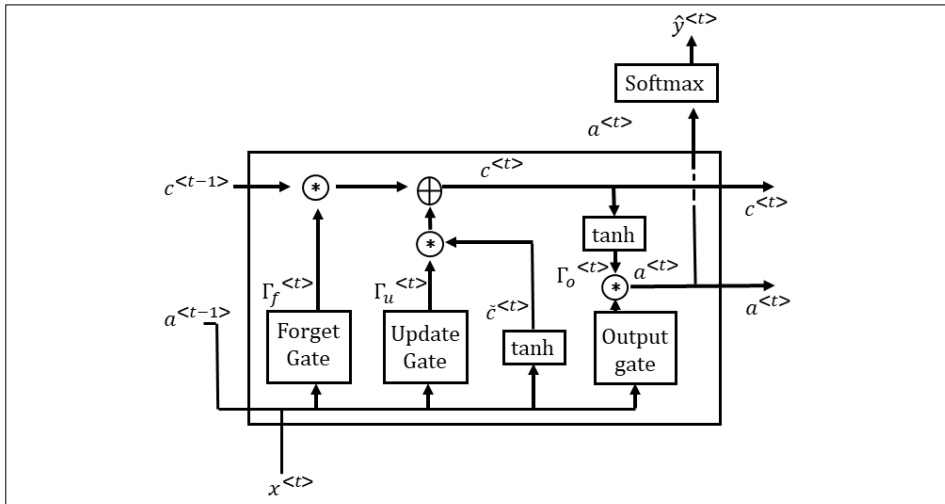 ŷ<t>
Softmax
a<t>
c<t-1>
*
c<t>
c<t>
tanh
*
Γf<t>
Γu<t>
č<t>
Γo<t>
a<t>
*
a<t>
a<t-1>
Forget
Gate
Update
Gate
tanh
Output
gate
x<t>